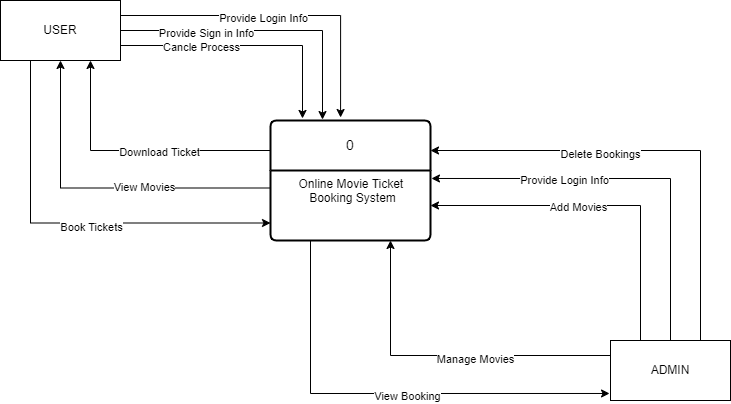 USER
Provide Login Info
Provide Sign in Info
Cancle Process
0
Online Movie Ticket
Booking System
Download Ticket
View Movies
Book Tickets
Delete Bookings
Provide Login Info
Add Movies
Manage Movies
View Booking
ADMIN